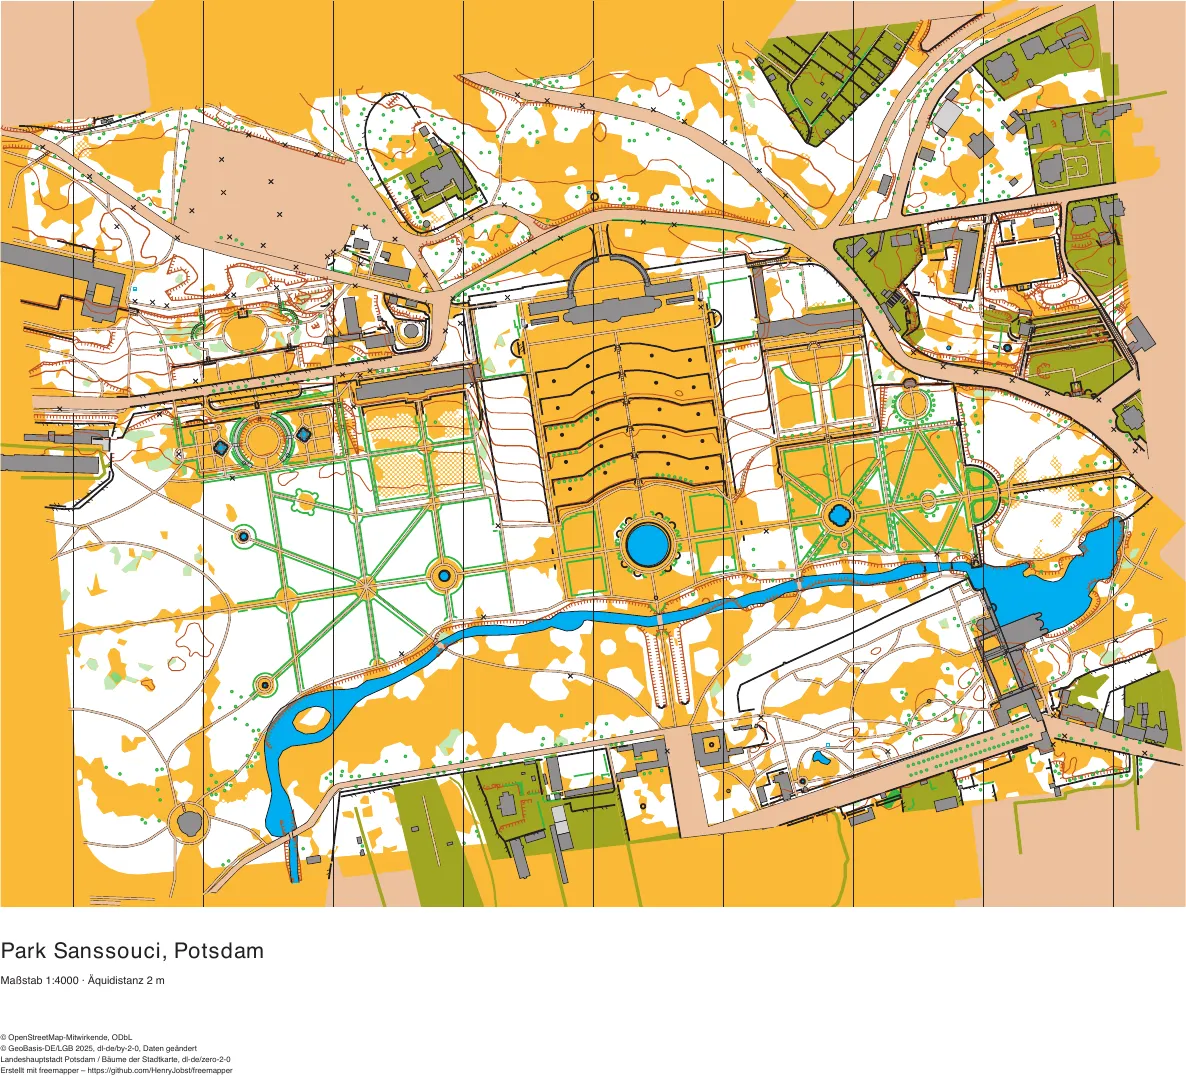 Park Sanssouci, Potsdam
Maßstab 1:4000 · Äquidistanz 2 m
© OpenStreetMap-Mitwirkende, ODbL
© GeoBasis-DE/LGB 2025, dl-de/by-2-0, Daten geändert
Landeshauptstadt Potsdam / Bäume der Stadtkarte, dl-de/zero-2-0
Erstellt mit freemapper – https://github.com/HenryJobst/freemapper